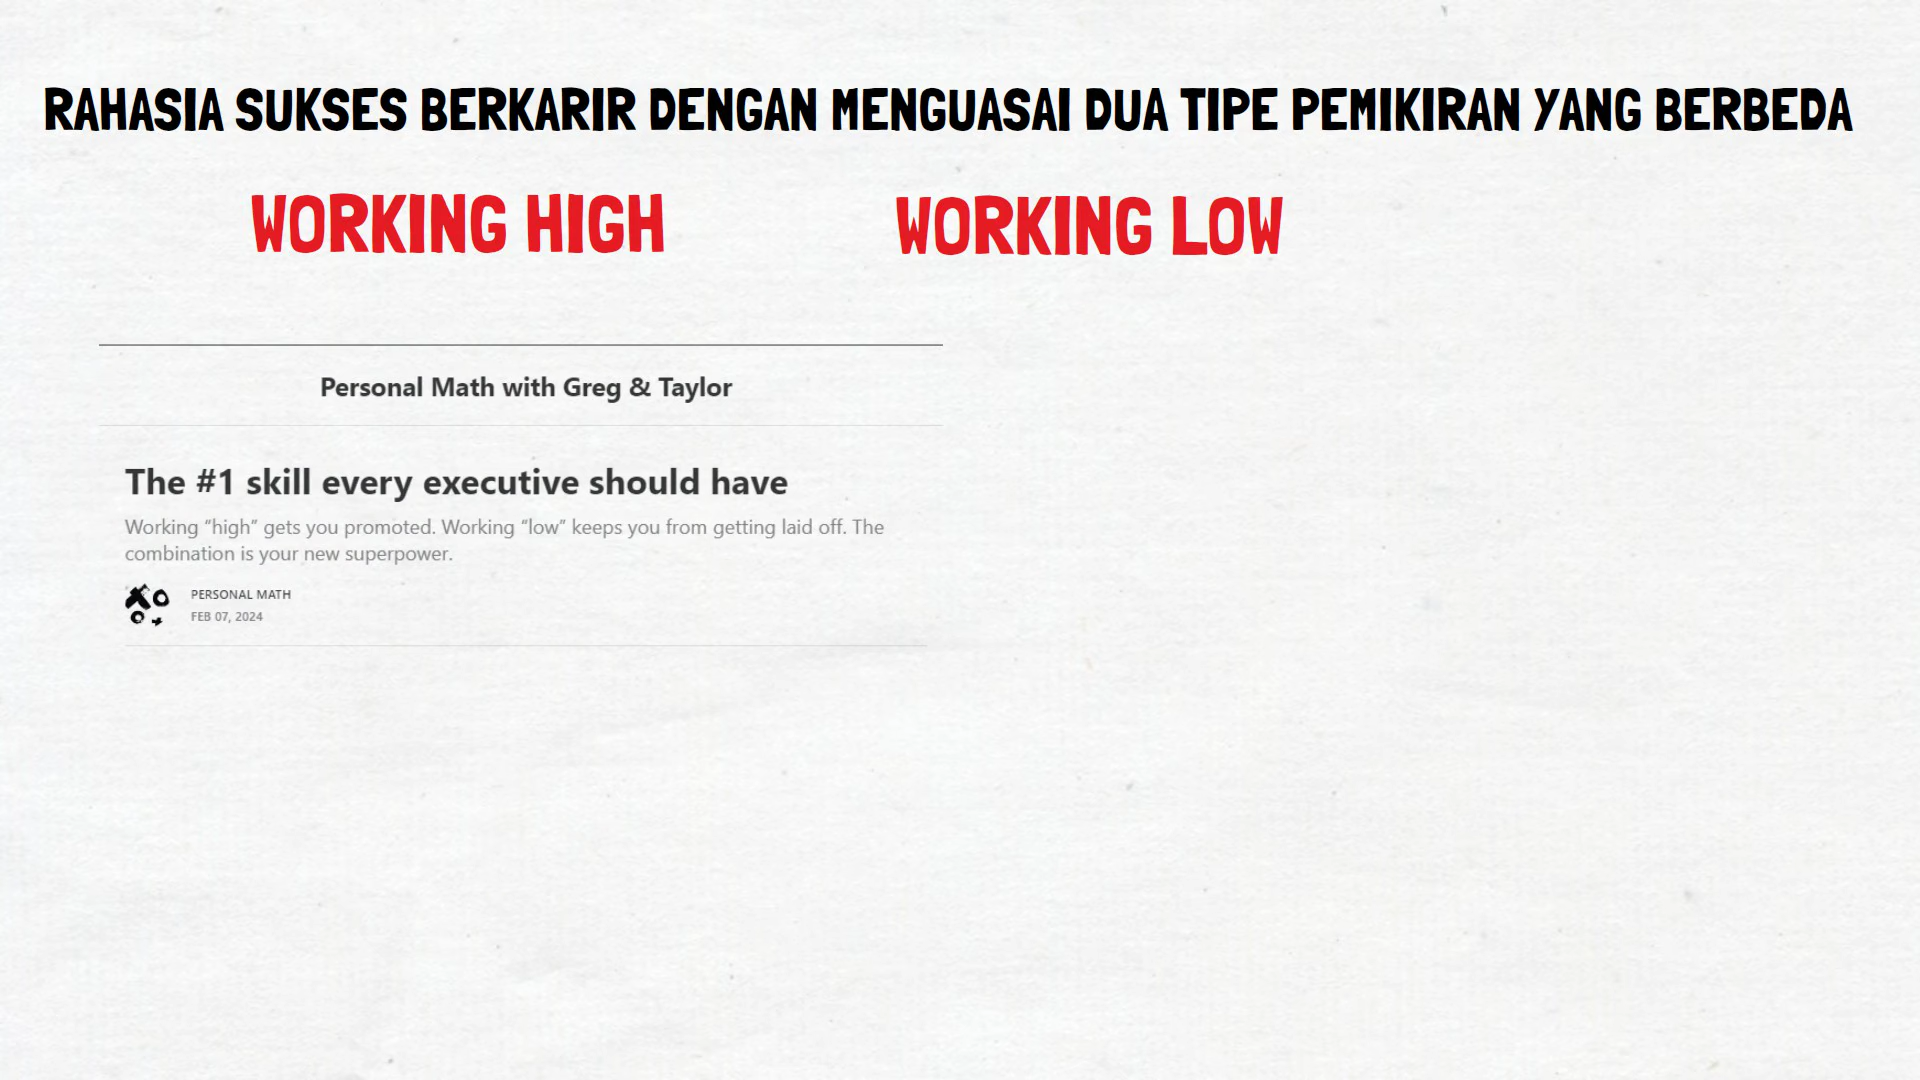 RAHASIA SUKSES BERKARIR DENGAN MENGUASAI DUA TIPE PEMIKIRAN YANG BERBEDA
WORKING HIGH
WORKING LOW
Personal Math with Greg & Taylor
The #1 skill every executive should have
Working “high” gets you promoted. Working “low” keeps you from getting laid off. The
combination is your new superpower.
PERSONAL MATH
FEB 07, 2024